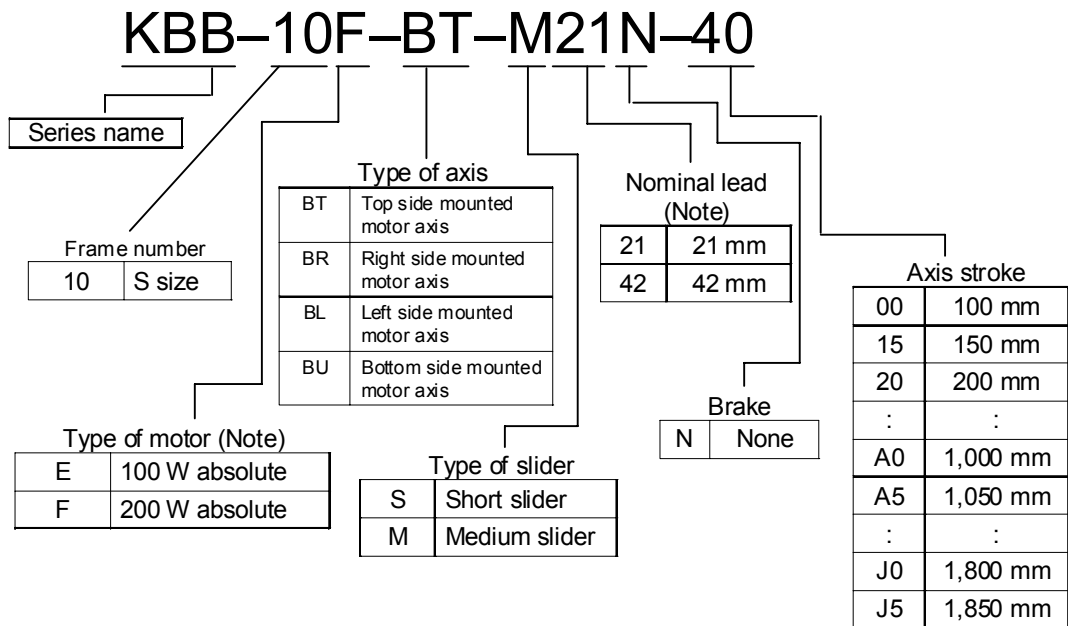 KBB–10F–BT–M21N–40
Series name
Frame number
10 S size
Type of motor (Note)
E 100 W absolute
F 200 W absolute
Type of axis
BT Top side mounted
motor axis
BR Right side mounted
motor axis
BL Left side mounted
motor axis
BU Bottom side mounted
motor axis
Type of slider
S Short slider
M Medium slider
Nominal lead
(Note)
21 21 mm
42 42 mm
Brake
N None
Axis stroke
00 100 mm
15 150 mm
20 200 mm
: :
A0 1,000 mm
A5 1,050 mm
: :
J0 1,800 mm
J5 1,850 mm